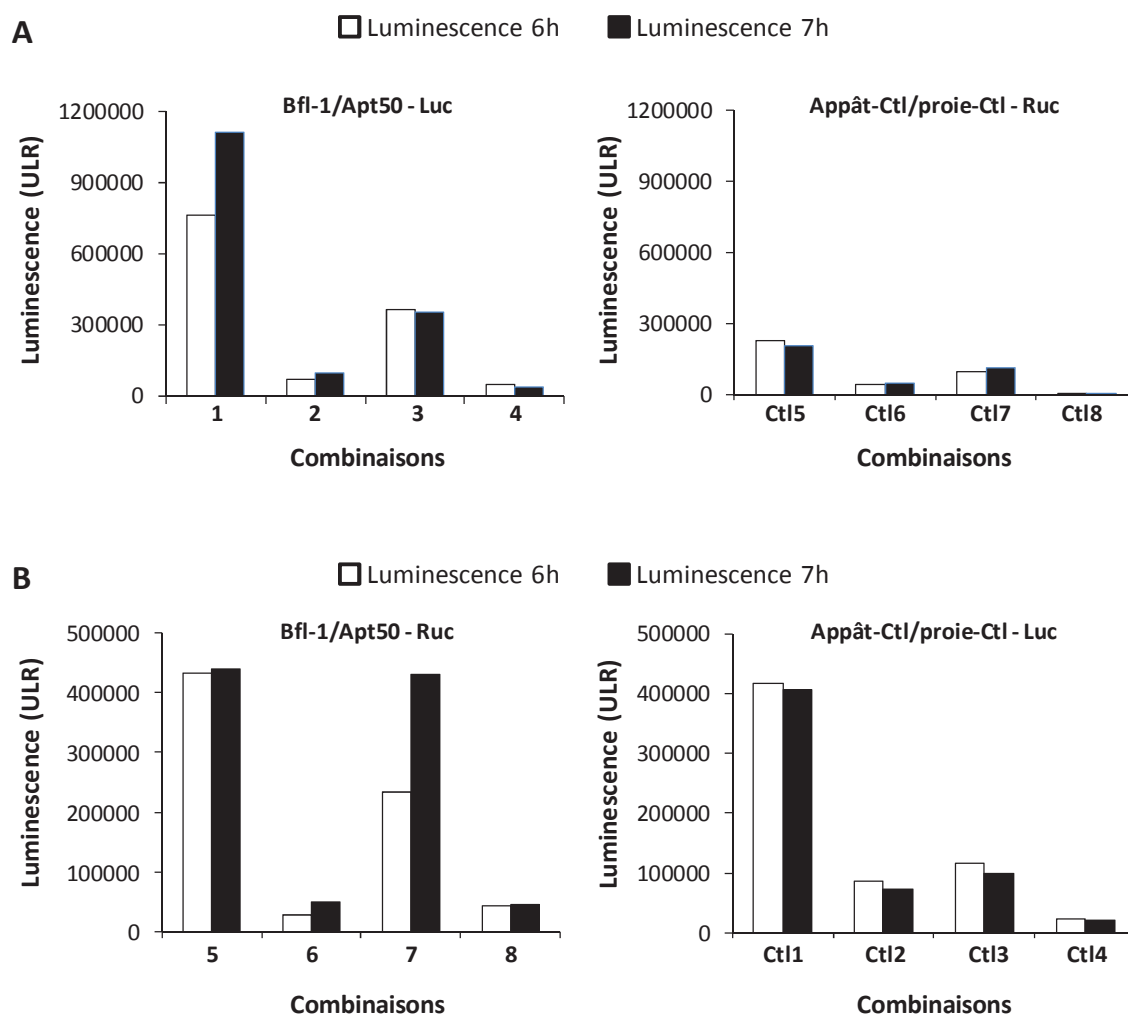 A
Luminescence 6h
Luminescence 7h
Bfl-1/Apt50 - Luc
Luminescence (ULR)
1200000
900000
600000
300000
0
1 2 3 4
Combinaisons
Appât-Ctl/proie-Ctl - Ruc
Luminescence (ULR)
1200000
900000
600000
300000
0
Ctl5 Ctl6 Ctl7 Ctl8
Combinaisons
B
Luminescence 6h
Luminescence 7h
Bfl-1/Apt50 - Ruc
Luminescence (ULR)
500000
400000
300000
200000
100000
0
5 6 7 8
Combinaisons
Appât-Ctl/proie-Ctl - Luc
Luminescence (ULR)
500000
400000
300000
200000
100000
0
Ctl1 Ctl2 Ctl3 Ctl4
Combinaisons